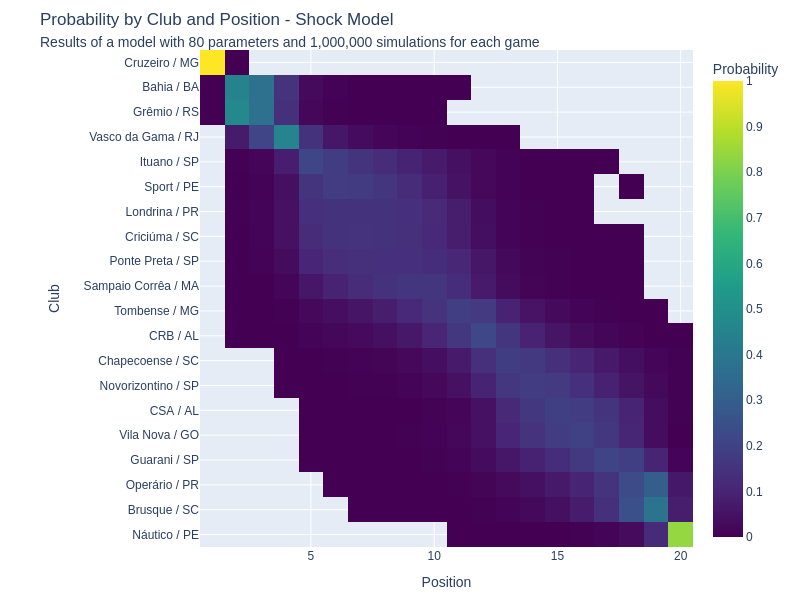 Probability by Club and Position - Shock Model
Results of a model with 80 parameters and 1,000,000 simulations for each game
Probability
Club
Cruzeiro / MG
Bahia / BA
Grêmio / RS
Vasco da Gama / RJ
Ituano / SP
Sport / PE
Londrina / PR
Criciúma / SC
Ponte Preta / SP
Sampaio Corrêa / MA
Tombense / MG
CRB / AL
Chapecoense / SC
Novorizontino / SP
CSA / AL
Vila Nova / GO
Guarani / SP
Operário / PR
Brusque / SC
Náutico / PE
5
10
15
20
Position
1
0.9
0.8
0.7
0.6
0.5
0.4
0.3
0.2
0.1
0